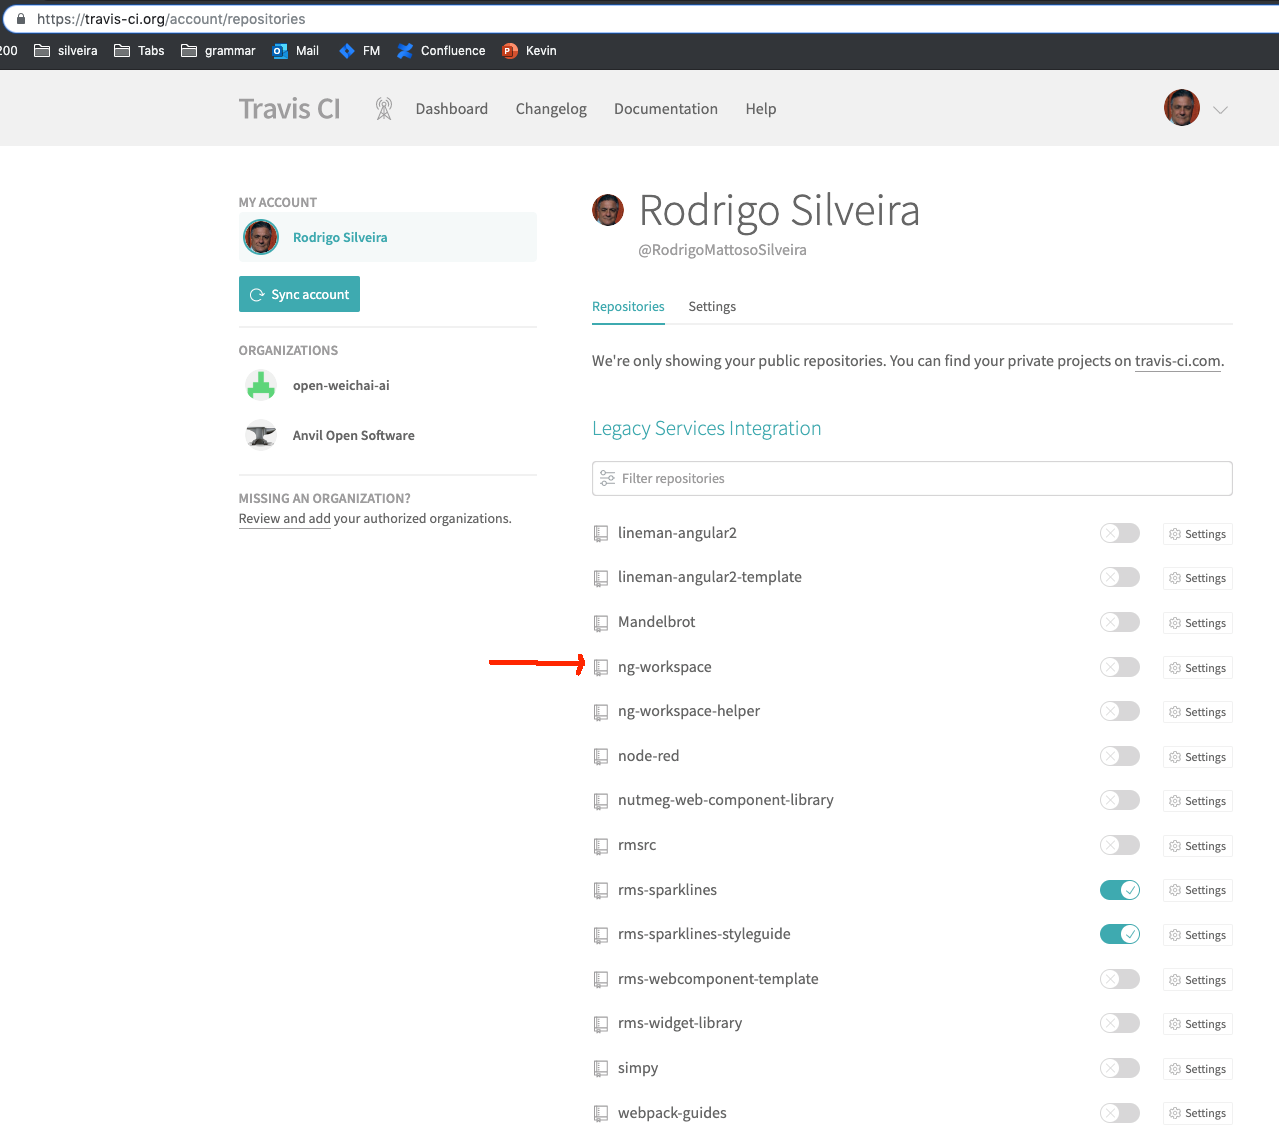 https://travis-ci.org/account/repositories
200 silveira Tabs grammar Mail FM Confluence Kevin
Travis CI Dashboard Changelog Documentation Help
MY ACCOUNT
Rodrigo Silveira
Sync account
ORGANIZATIONS
open-weichai-ai
Anvil Open Software
MISSING AN ORGANIZATION?
Review and add your authorized organizations.
Rodrigo Silveira
@RodrigoMattosoSilveira
Repositories Settings
We're only showing your public repositories. You can find your private projects on travis-ci.com.
Legacy Services Integration
Filter repositories
lineman-angular2 Settings
lineman-angular2-template Settings
Mandelbrot Settings
ng-workspace Settings
ng-workspace-helper Settings
node-red Settings
nutmeg-web-component-library Settings
rmsrc Settings
rms-sparklines Settings
rms-sparklines-styleguide Settings
rms-webcomponent-template Settings
rms-widget-library Settings
simpy Settings
webpack-guides Settings